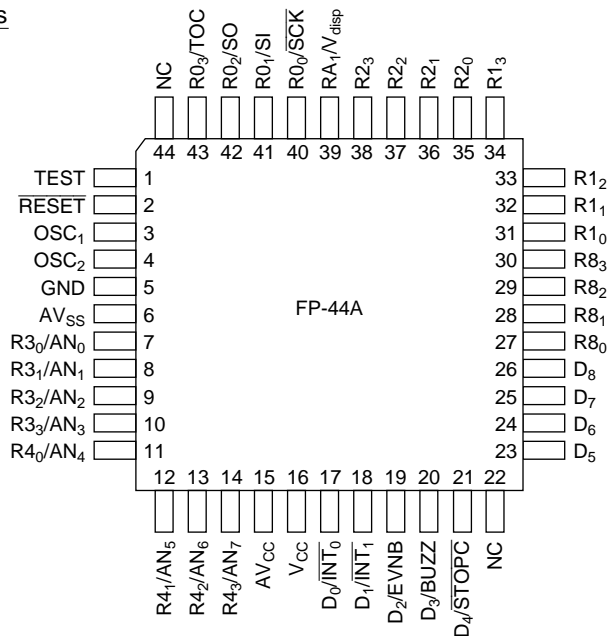 s
NC
R0₃/TOC
R0₂/SO
R0₁/SI
R0₀/S̅C̅K̅
RA₁/V_disp
R2₃
R2₂
R2₁
R2₀
R1₃
44 43 42 41 40 39 38 37 36 35 34
TEST 1
R̅E̅S̅E̅T̅ 2
OSC₁ 3
OSC₂ 4
GND 5
AV_SS 6
R3₀/AN₀ 7
R3₁/AN₁ 8
R3₂/AN₂ 9
R3₃/AN₃ 10
R4₀/AN₄ 11
FP-44A
33 R1₂
32 R1₁
31 R1₀
30 R8₃
29 R8₂
28 R8₁
27 R8₀
26 D₈
25 D₇
24 D₆
23 D₅
12 13 14 15 16 17 18 19 20 21 22
R4₁/AN₅
R4₂/AN₆
R4₃/AN₇
AV_CC
V_CC
D₀/I̅N̅T̅₀
D₁/I̅N̅T̅₁
D₂/EVNB
D₃/BUZZ
D₄/S̅T̅O̅P̅C̅
NC